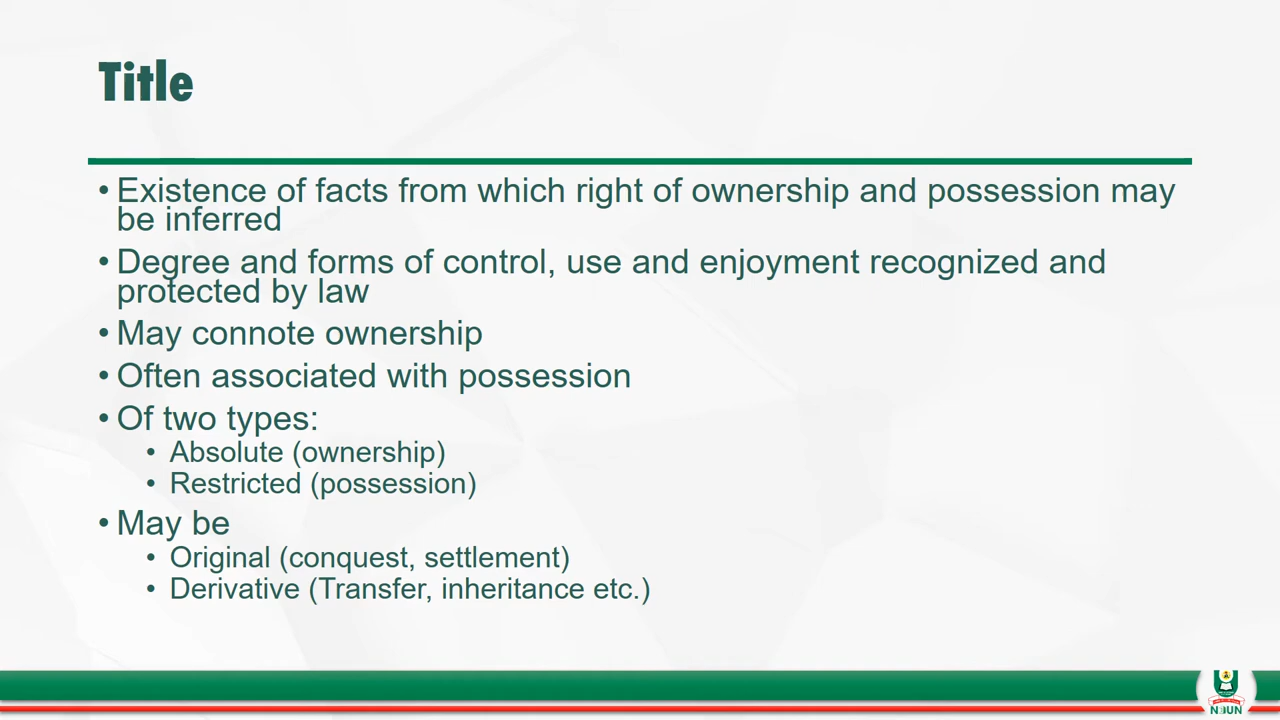 Title
• Existence of facts from which right of ownership and possession may
be inferred
• Degree and forms of control, use and enjoyment recognized and
protected by law
• May connote ownership
• Often associated with possession
• Of two types:
• Absolute (ownership)
• Restricted (possession)
• May be
• Original (conquest, settlement)
• Derivative (Transfer, inheritance etc.)
NOUN